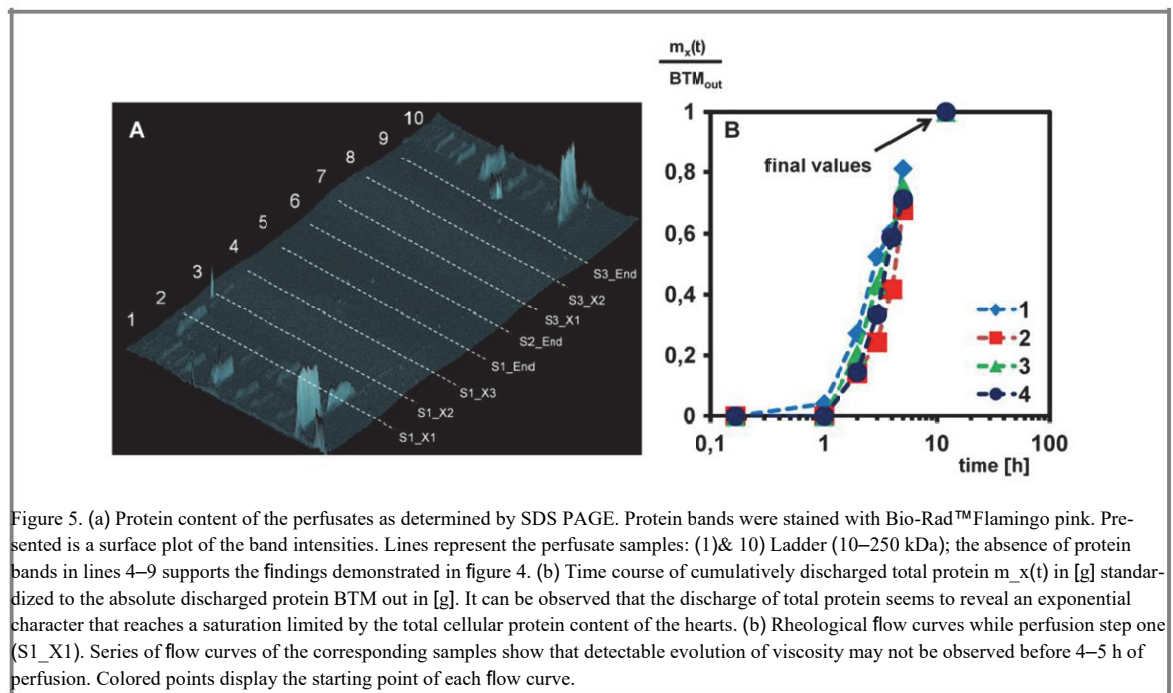 A
1
2
3
4
5
6
7
8
9
10
S1_X1
S1_X2
S1_X3
S1_End
S2_End
S3_X1
S3_X2
S3_End
m_x(t)
BTM_out
B
1
0,8
0,6
0,4
0,2
0
final values
1
2
3
4
0,1
1
10
100
time [h]
Figure 5. (a) Protein content of the perfusates as determined by SDS PAGE. Protein bands were stained with Bio-Rad™Flamingo pink. Pre-
sented is a surface plot of the band intensities. Lines represent the perfusate samples: (1)& 10) Ladder (10–250 kDa); the absence of protein
bands in lines 4–9 supports the findings demonstrated in figure 4. (b) Time course of cumulatively discharged total protein m_x(t) in [g] standar-
dized to the absolute discharged protein BTM out in [g]. It can be observed that the discharge of total protein seems to reveal an exponential
character that reaches a saturation limited by the total cellular protein content of the hearts. (b) Rheological flow curves while perfusion step one
(S1_X1). Series of flow curves of the corresponding samples show that detectable evolution of viscosity may not be observed before 4–5 h of
perfusion. Colored points display the starting point of each flow curve.